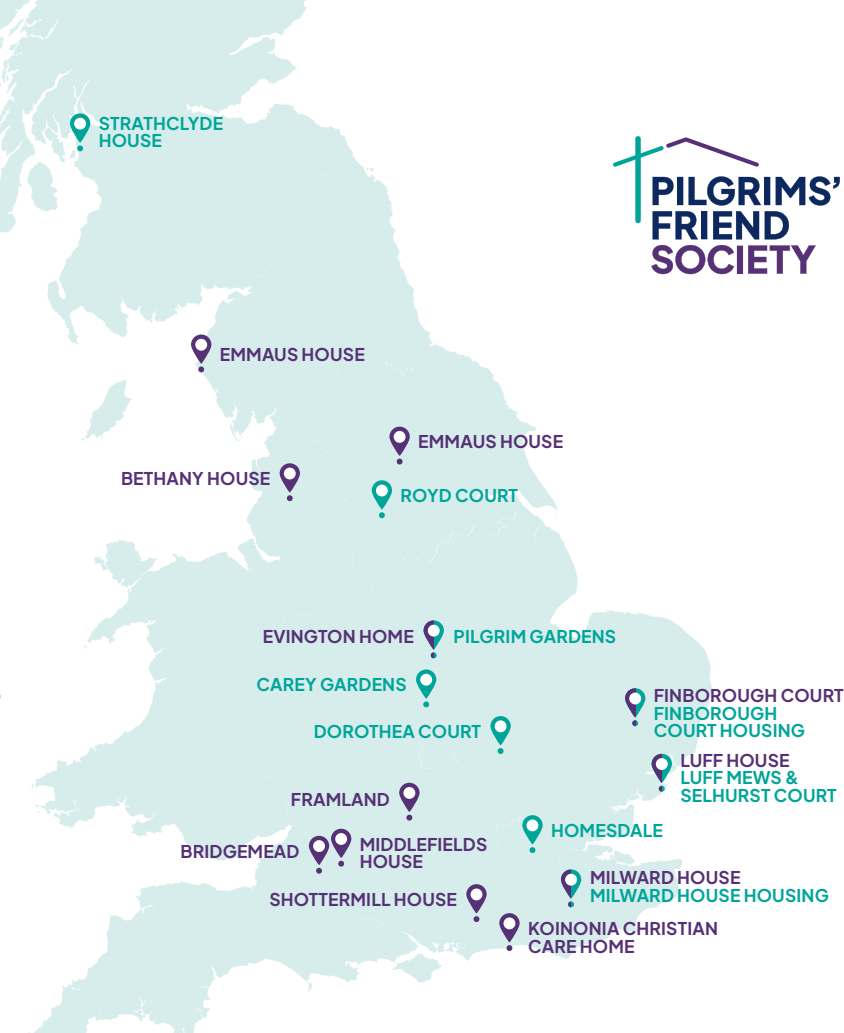 STRATHCLYDE
HOUSE
PILGRIMS’
FRIEND
SOCIETY
EMMAUS HOUSE
EMMAUS HOUSE
BETHANY HOUSE
ROYD COURT
EVINGTON HOME
PILGRIM GARDENS
CAREY GARDENS
FINBOROUGH COURT
FINBOROUGH
COURT HOUSING
DOROTHEA COURT
LUFF HOUSE
LUFF MEWS &
SELHURST COURT
FRAMLAND
HOMESDALE
BRIDGEMEAD
MIDDLEFIELDS
HOUSE
MILWARD HOUSE
MILWARD HOUSE HOUSING
SHOTTERMILL HOUSE
KOINONIA CHRISTIAN
CARE HOME